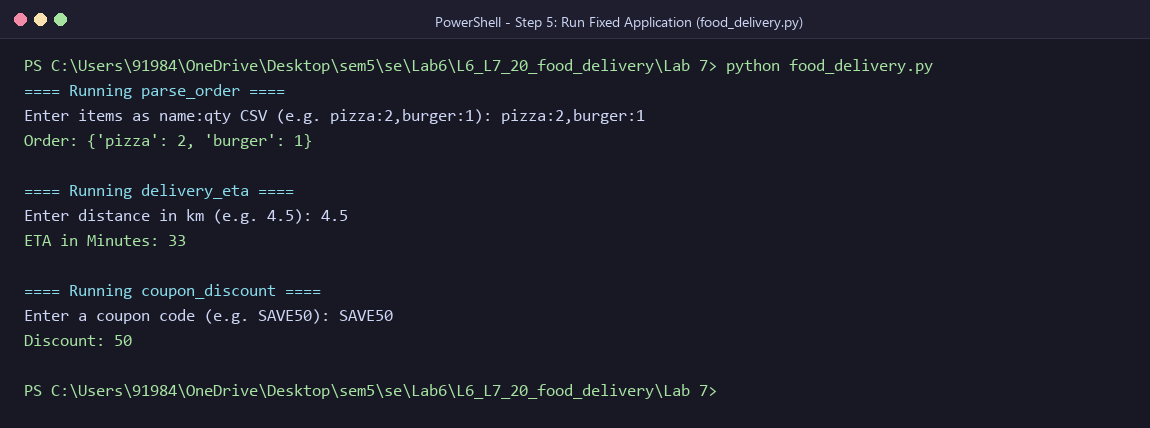 PowerShell - Step 5: Run Fixed Application (food_delivery.py)
PS C:\Users\91984\OneDrive\Desktop\sem5\se\Lab6\L6_L7_20_food_delivery\Lab 7> python food_delivery.py
==== Running parse_order ====
Enter items as name:qty CSV (e.g. pizza:2,burger:1): pizza:2,burger:1
Order: {'pizza': 2, 'burger': 1}
==== Running delivery_eta ====
Enter distance in km (e.g. 4.5): 4.5
ETA in Minutes: 33
==== Running coupon_discount ====
Enter a coupon code (e.g. SAVE50): SAVE50
Discount: 50
PS C:\Users\91984\OneDrive\Desktop\sem5\se\Lab6\L6_L7_20_food_delivery\Lab 7>